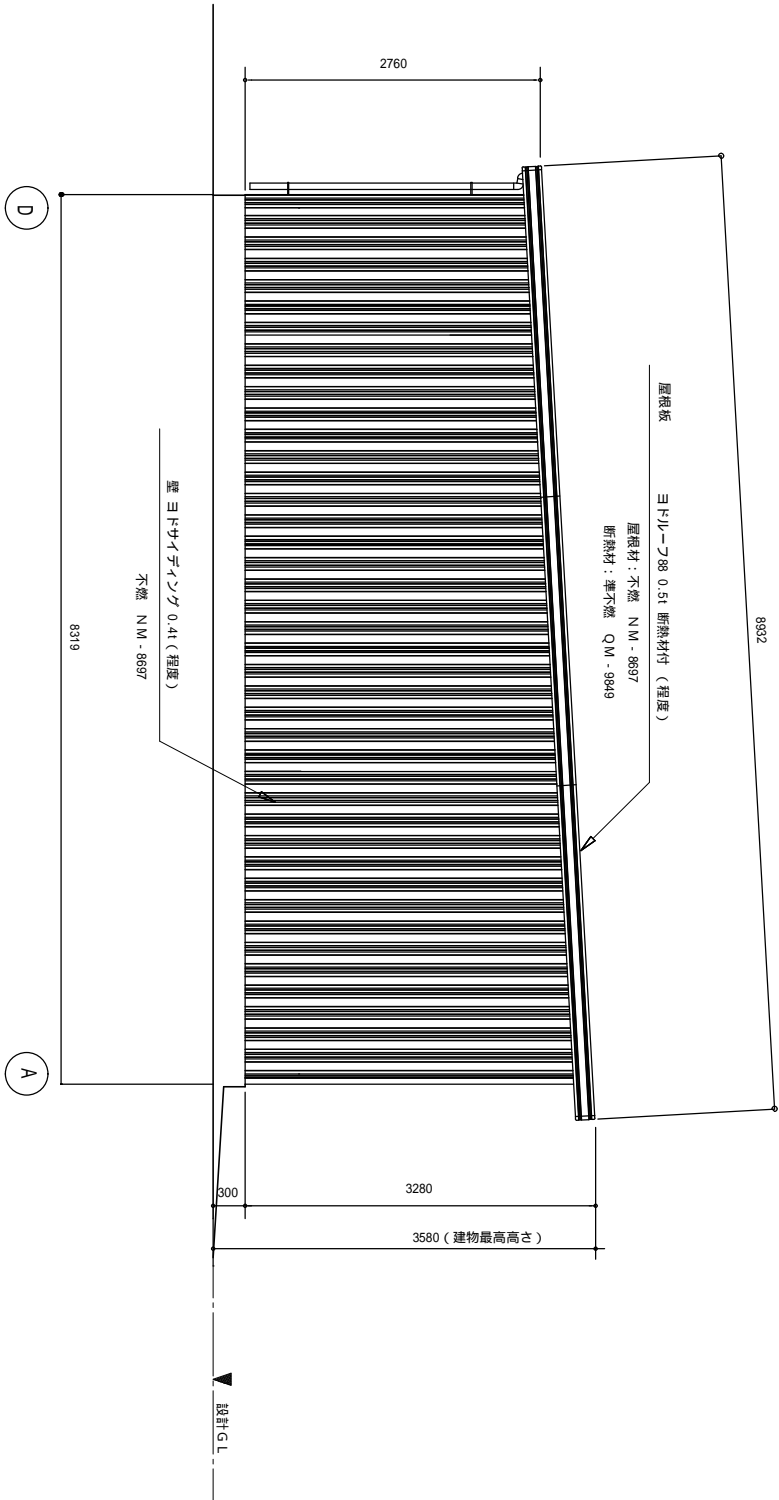 8932
屋根板 ヨドルーフ88 0.5t 断熱材付 (程度)
屋根材：不燃 NM-8697
断熱材：準不燃 QM-9849
2760
3280
300
3580(建物最高高さ)
設計GL
壁 ヨドサイディング 0.4t(程度)
不燃 NM-8697
8319
D
A